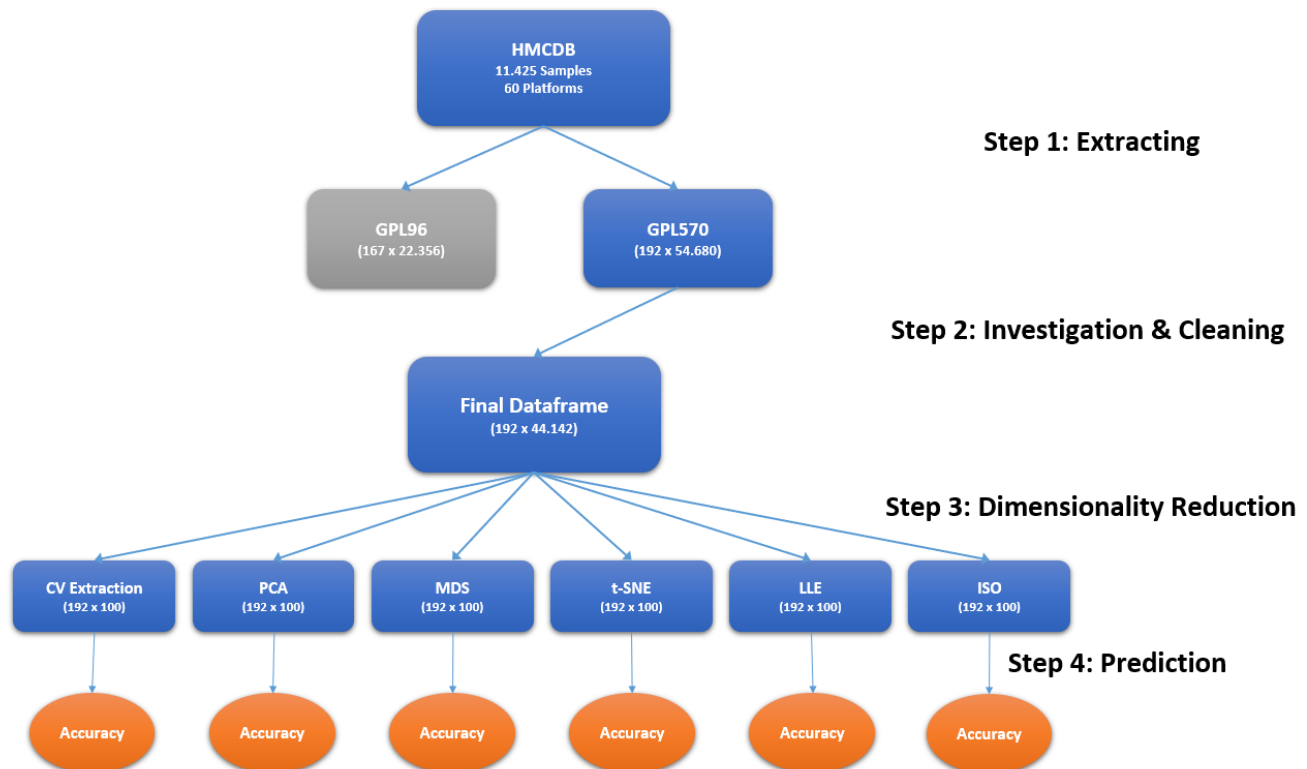 HMCDB
11.425 Samples
60 Platforms
Step 1: Extracting
GPL96
(167 x 22.356)
GPL570
(192 x 54.680)
Step 2: Investigation & Cleaning
Final Dataframe
(192 x 44.142)
Step 3: Dimensionality Reduction
CV Extraction
(192 x 100)
PCA
(192 x 100)
MDS
(192 x 100)
t-SNE
(192 x 100)
LLE
(192 x 100)
ISO
(192 x 100)
Step 4: Prediction
Accuracy
Accuracy
Accuracy
Accuracy
Accuracy
Accuracy